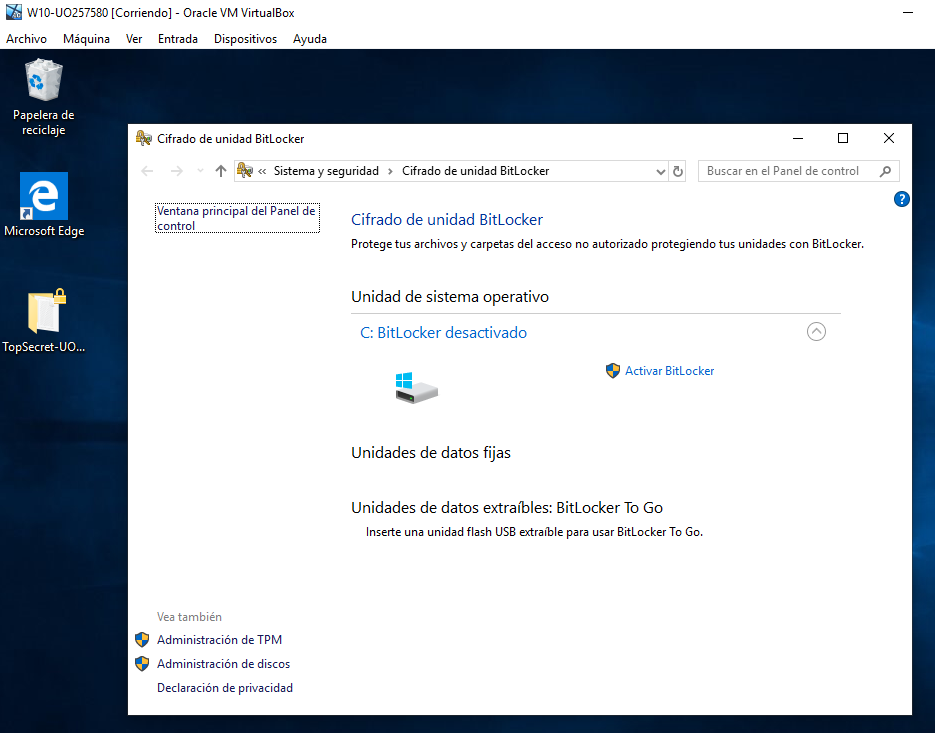 W10-UO257580 [Corriendo] - Oracle VM VirtualBox
Archivo Máquina Ver Entrada Dispositivos Ayuda
Papelera de
reciclaje
Microsoft Edge
TopSecret-UO...
Cifrado de unidad BitLocker
« Sistema y seguridad › Cifrado de unidad BitLocker
Buscar en el Panel de control
?
Ventana principal del Panel de
control
Cifrado de unidad BitLocker
Protege tus archivos y carpetas del acceso no autorizado protegiendo tus unidades con BitLocker.
Unidad de sistema operativo
C: BitLocker desactivado
Activar BitLocker
Unidades de datos fijas
Unidades de datos extraíbles: BitLocker To Go
Inserte una unidad flash USB extraíble para usar BitLocker To Go.
Vea también
Administración de TPM
Administración de discos
Declaración de privacidad